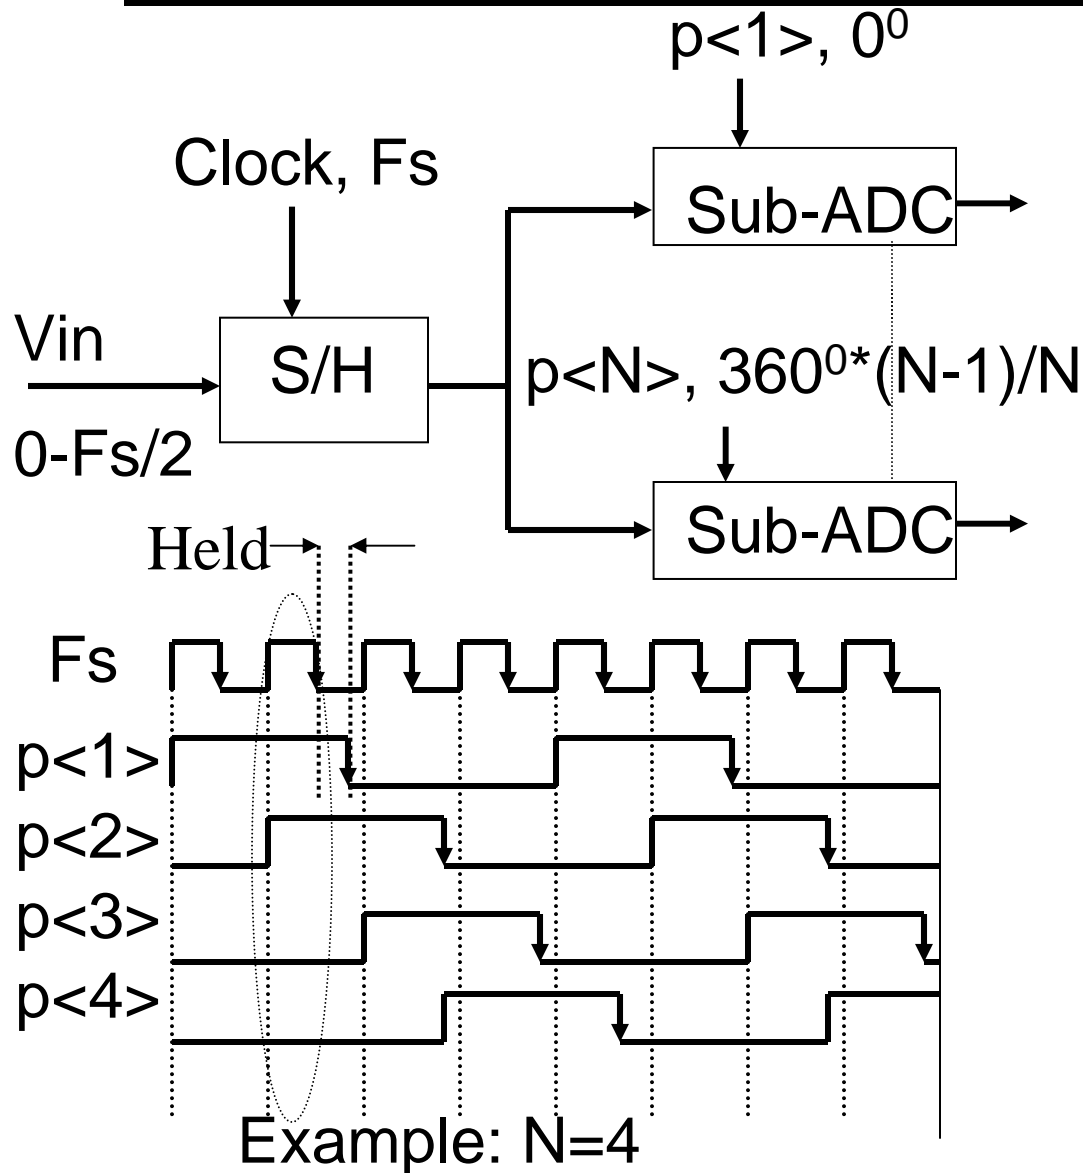 p<1>, 0⁰
Clock, Fs
Sub-ADC
Vin
S/H
p<N>, 360⁰*(N-1)/N
0-Fs/2
Sub-ADC
Held
Fs
p<1>
p<2>
p<3>
p<4>
Example: N=4